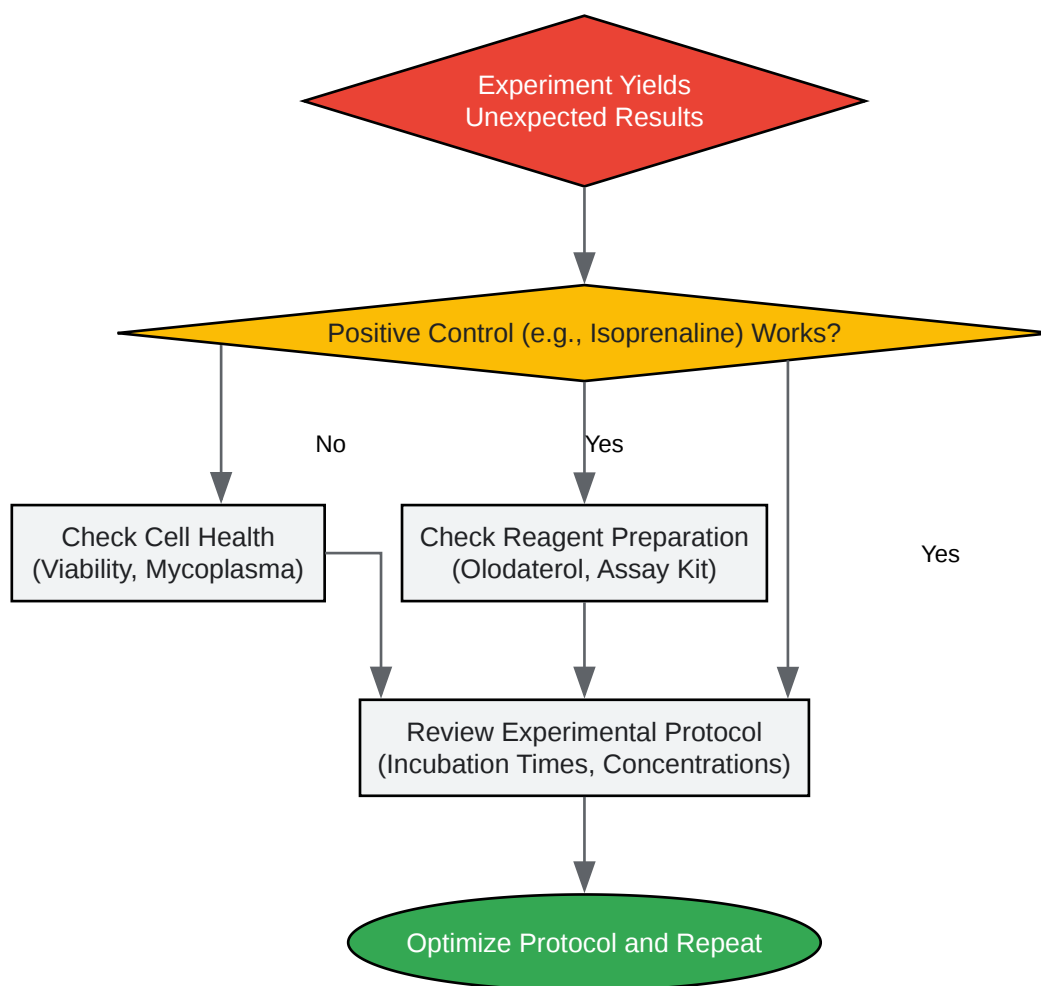 Experiment Yields
Unexpected Results
Positive Control (e.g., Isoprenaline) Works?
No
Yes
Check Cell Health
(Viability, Mycoplasma)
Check Reagent Preparation
(Olodaterol, Assay Kit)
Yes
Review Experimental Protocol
(Incubation Times, Concentrations)
Optimize Protocol and Repeat